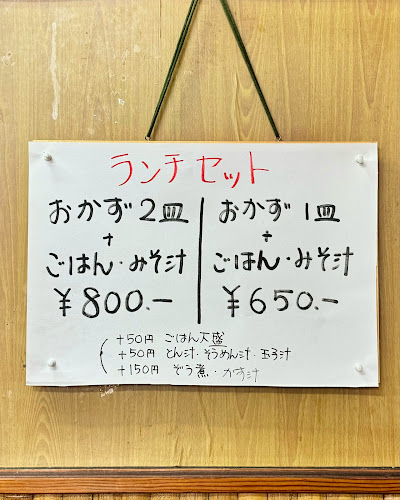 ランチセット
おかず2皿
+
ごはん・みそ汁
¥800.-
おかず1皿
+
ごはん・みそ汁
¥650.-
+50円 ごはん大盛
+50円 とん汁・そうめん汁・玉子汁
+150円 ぞう煮・かす汁